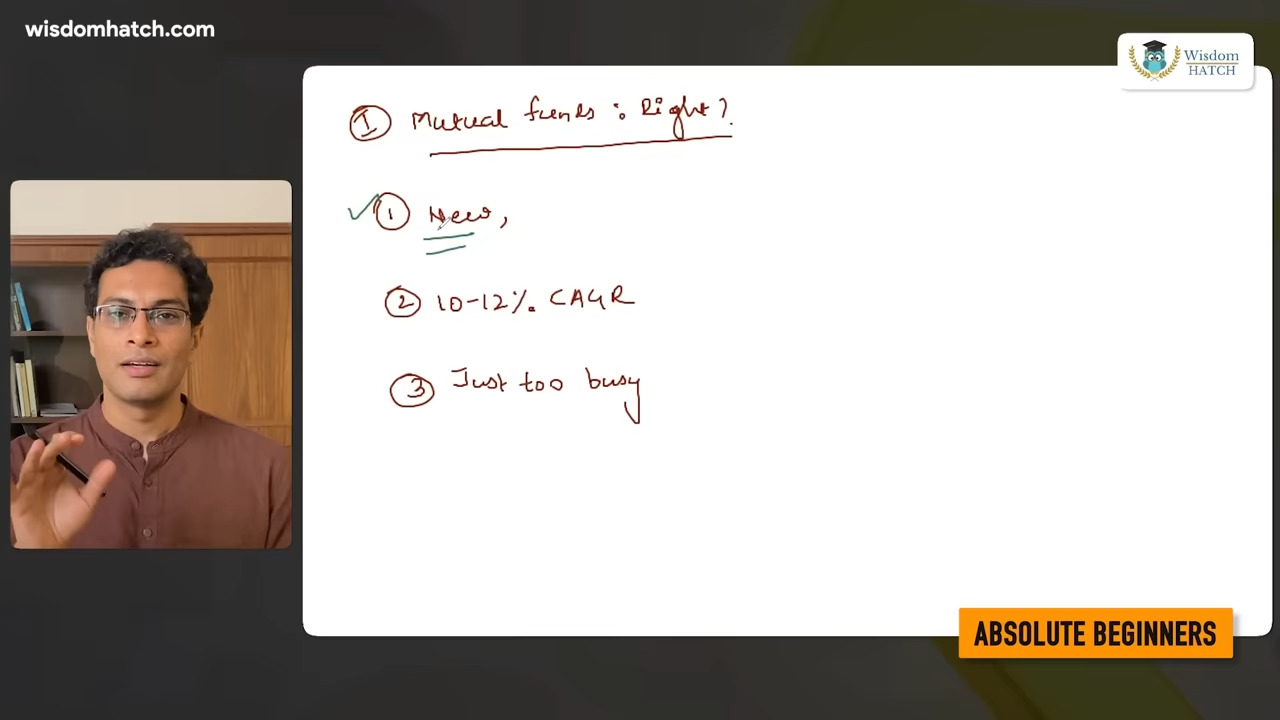 wisdomhatch.com
Wisdom
HATCH
I Mutual funds : Right?
1 New,
2 10-12%. CAGR
3 Just too busy
ABSOLUTE BEGINNERS